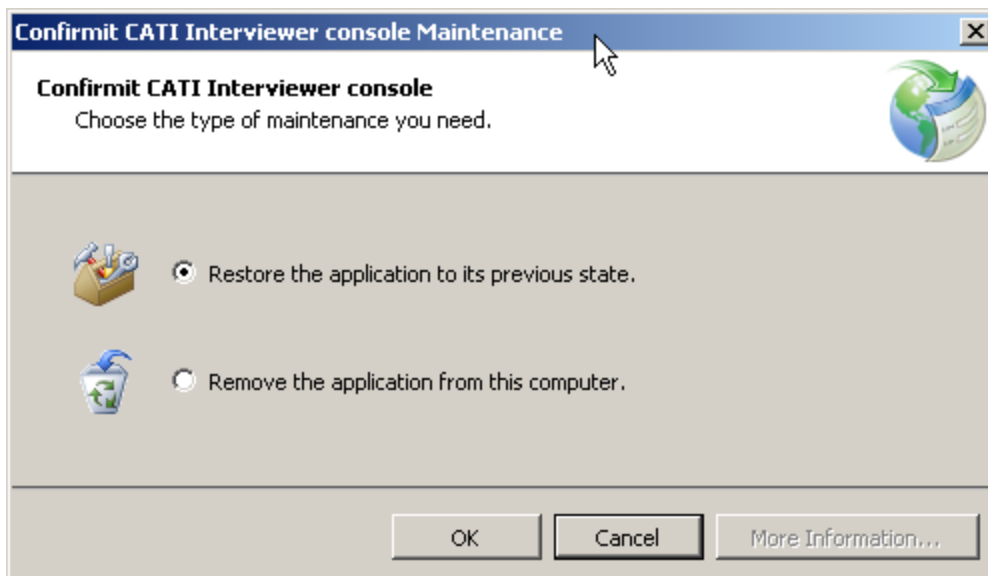 Confirmit CATI Interviewer console Maintenance
Confirmit CATI Interviewer console
Choose the type of maintenance you need.
Restore the application to its previous state.
Remove the application from this computer.
OK
Cancel
More Information...